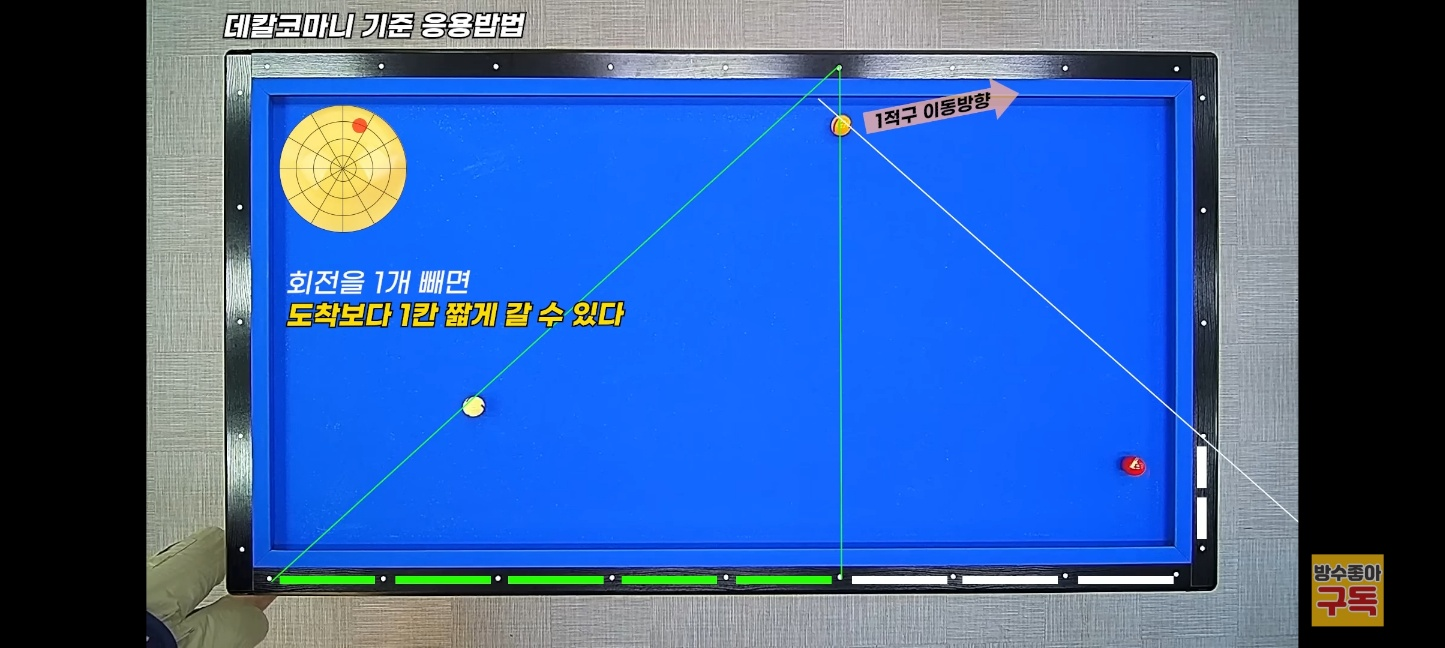 데칼코마니 기준 응용밥법
1적구 이동방향
회전을 1개 빼면
도착보다 1칸 짧게 갈 수 있다
방수좋아
구독